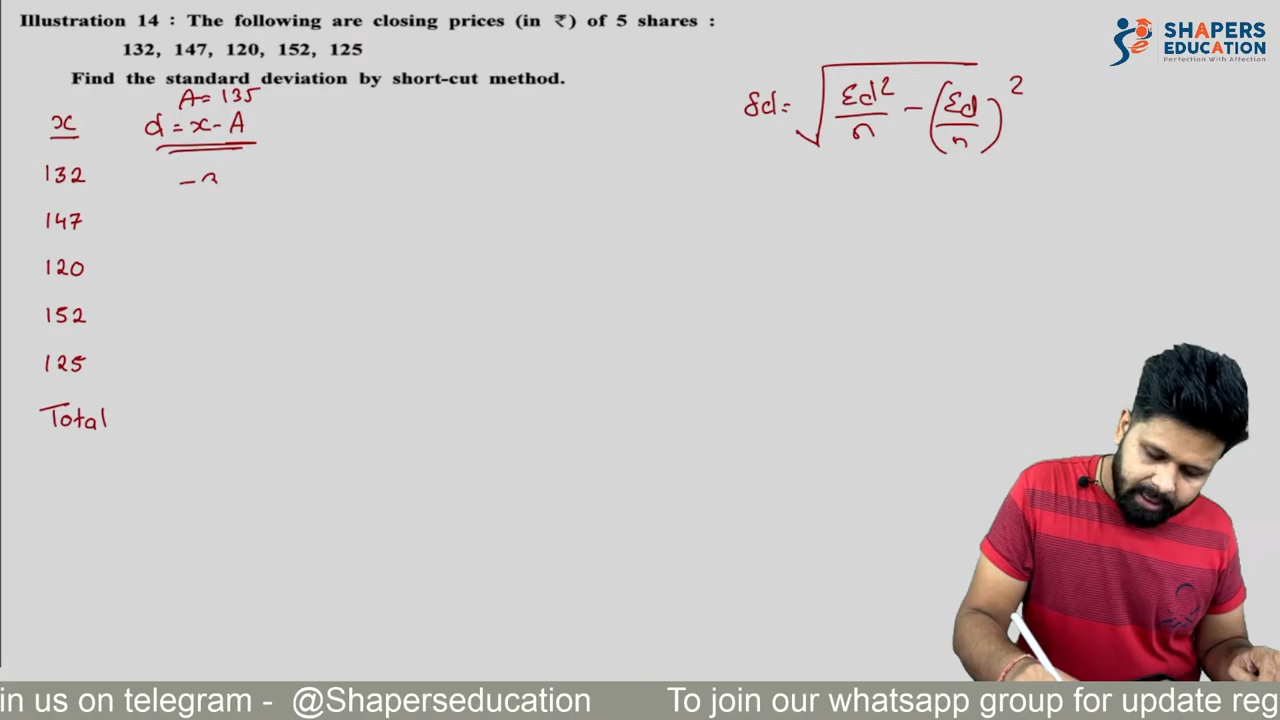 Illustration 14 : The following are closing prices (in ₹) of 5 shares :
132, 147, 120, 152, 125
Find the standard deviation by short-cut method.
SHAPERS
EDUCATION
Perfection With Affection
A = 135
x
d = x - A
Sd = √ Σd²/n - (Σd/n)²
132
-3
147
120
152
125
Total
in us on telegram - @Shaperseducation To join our whatsapp group for update reg